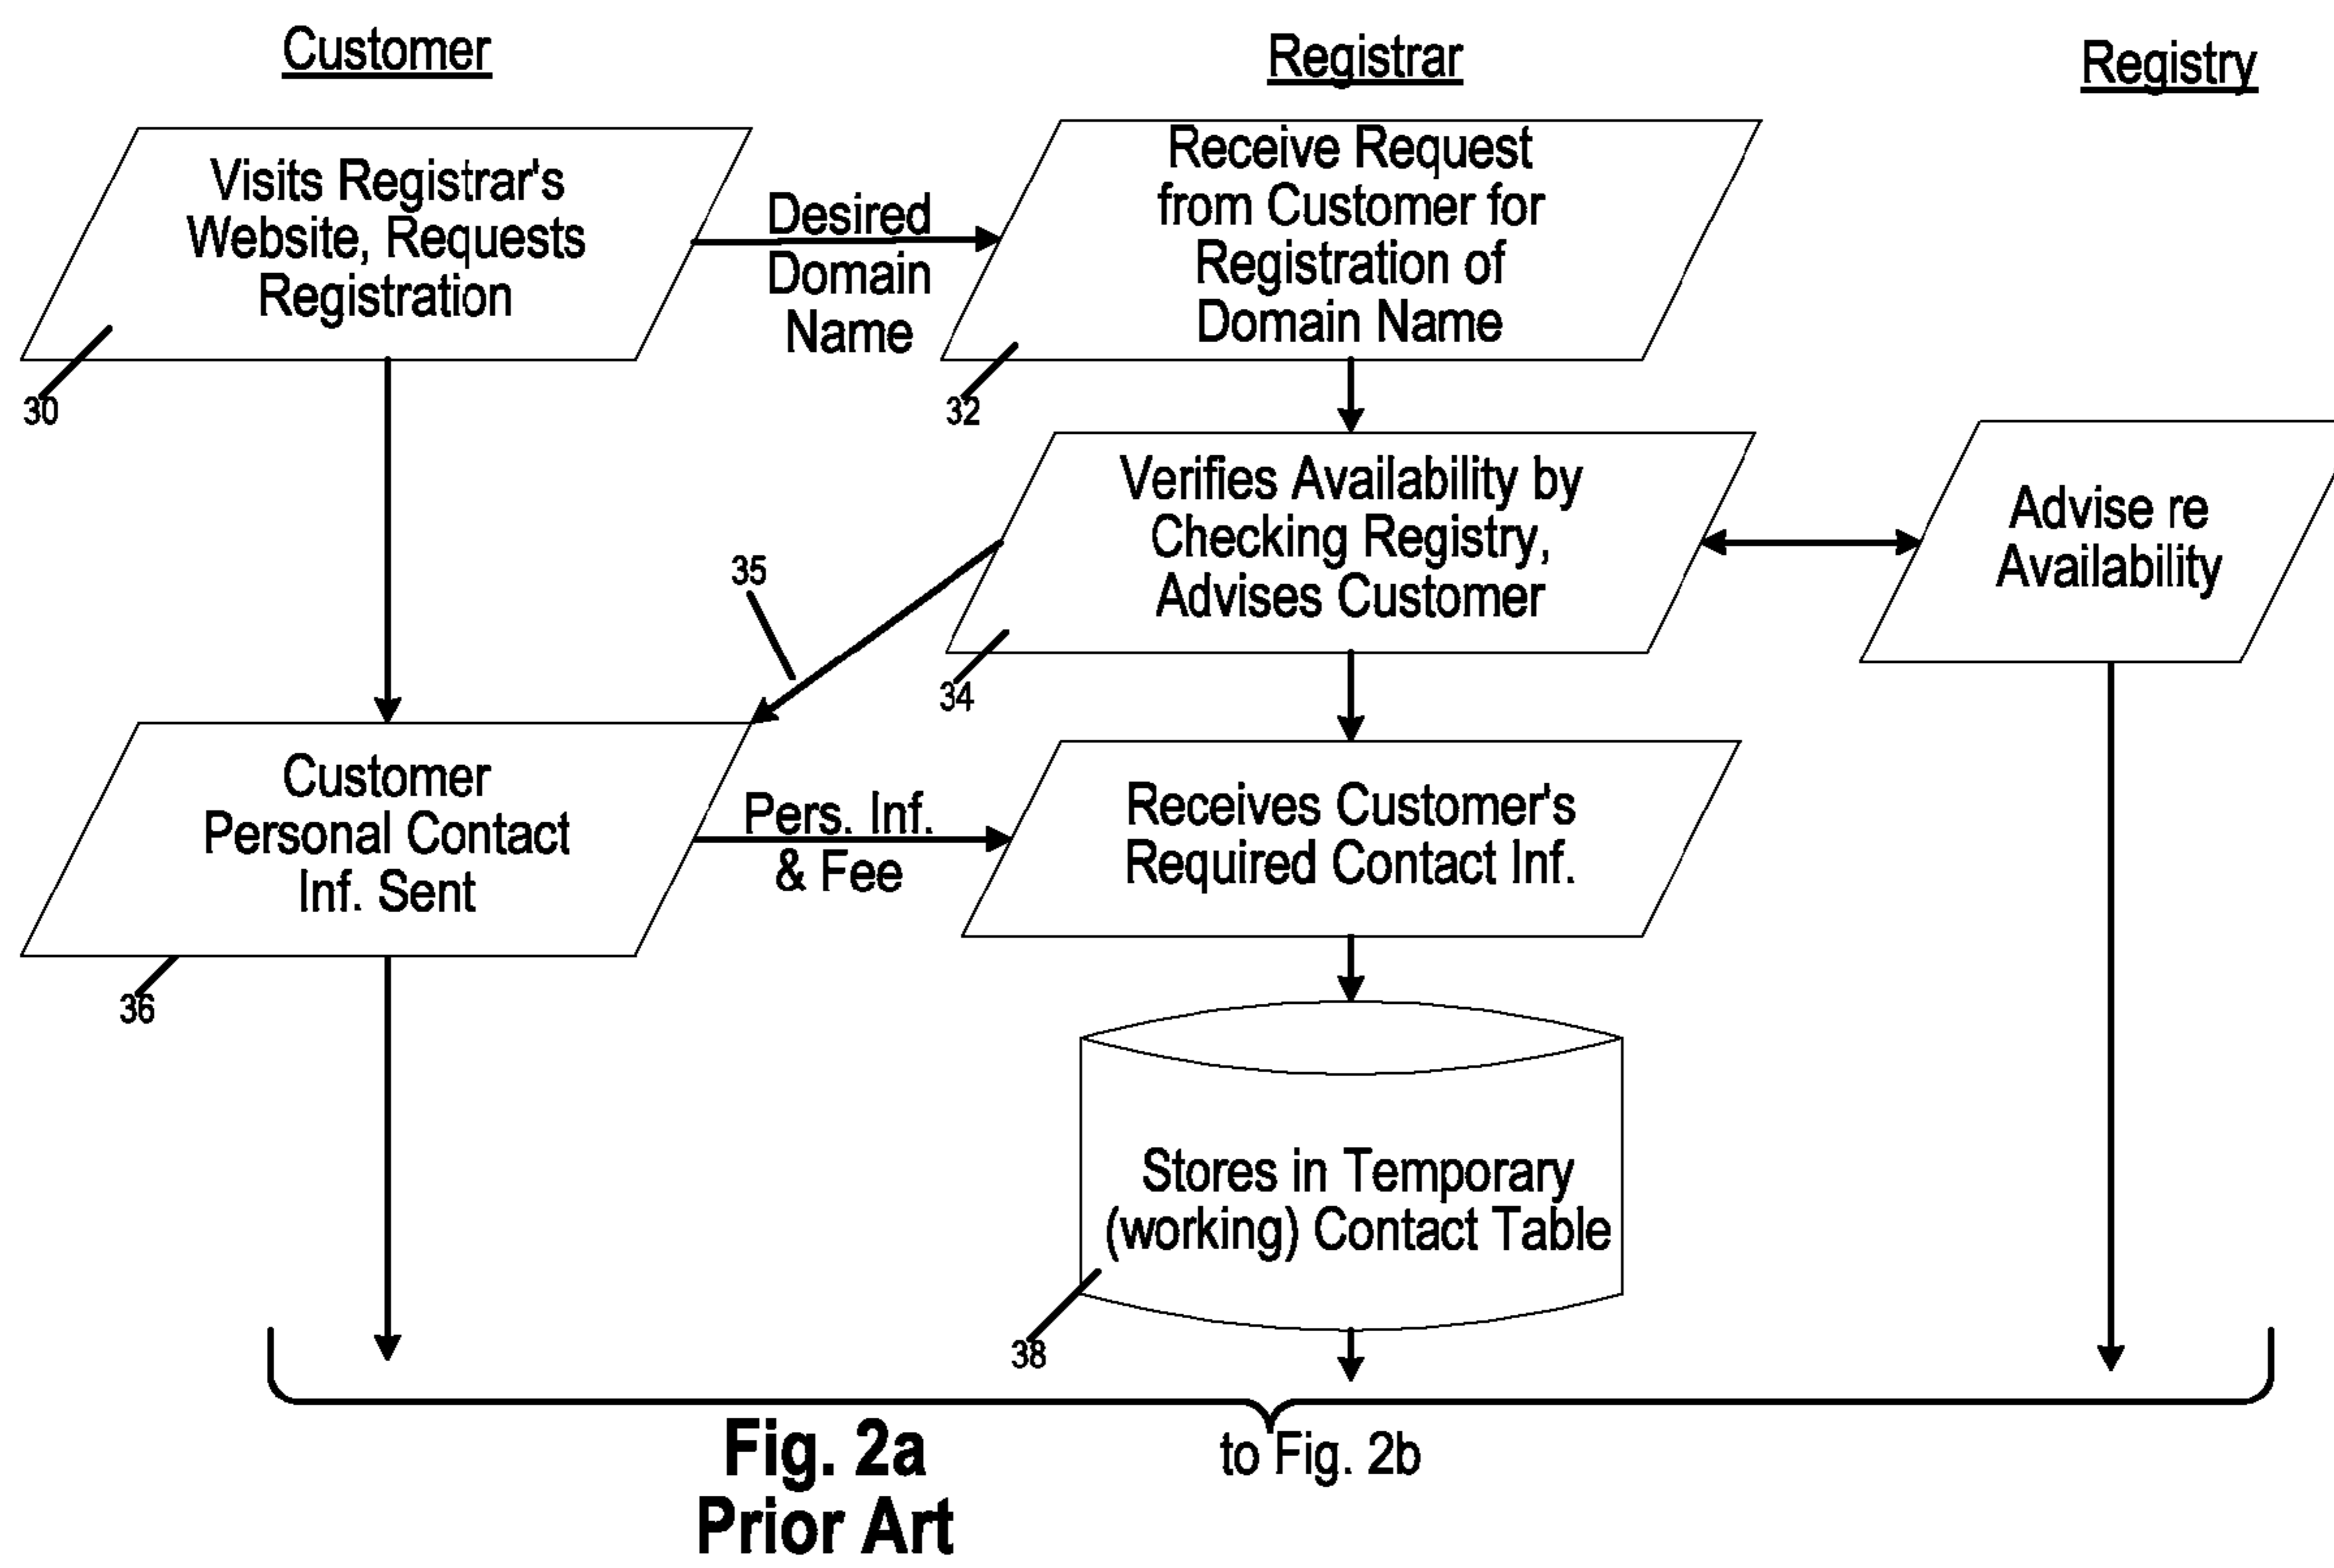 Customer
Registrar
Registry
Visits Registrar's
Website, Requests
Registration
30
Desired
Domain
Name
Receive Request
from Customer for
Registration of
Domain Name
32
Verifies Availability by
Checking Registry,
Advises Customer
34
Advise re
Availability
35
Customer
Personal Contact
Inf. Sent
36
Pers. Inf.
& Fee
Receives Customer's
Required Contact Inf.
Stores in Temporary
(working) Contact Table
38
Fig. 2a
Prior Art
to Fig. 2b